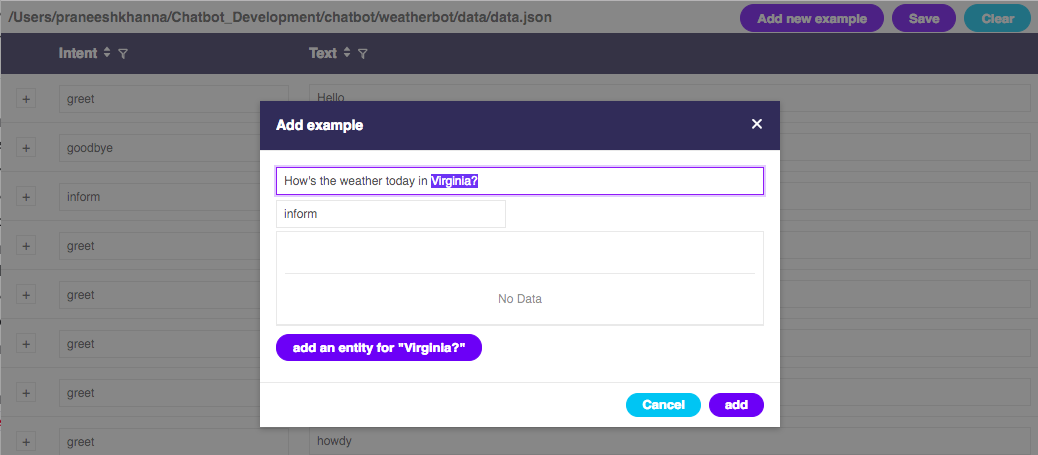 /Users/praneeshkhanna/Chatbot_Development/chatbot/weatherbot/data/data.json
Add new example
Save
Clear
Intent
Text
+ greet Hello
+ goodbye
+ inform
+ greet
+ greet
+ greet
+ greet
+ greet howdy
Add example
How's the weather today in Virginia?
inform
No Data
add an entity for "Virginia?"
Cancel
add